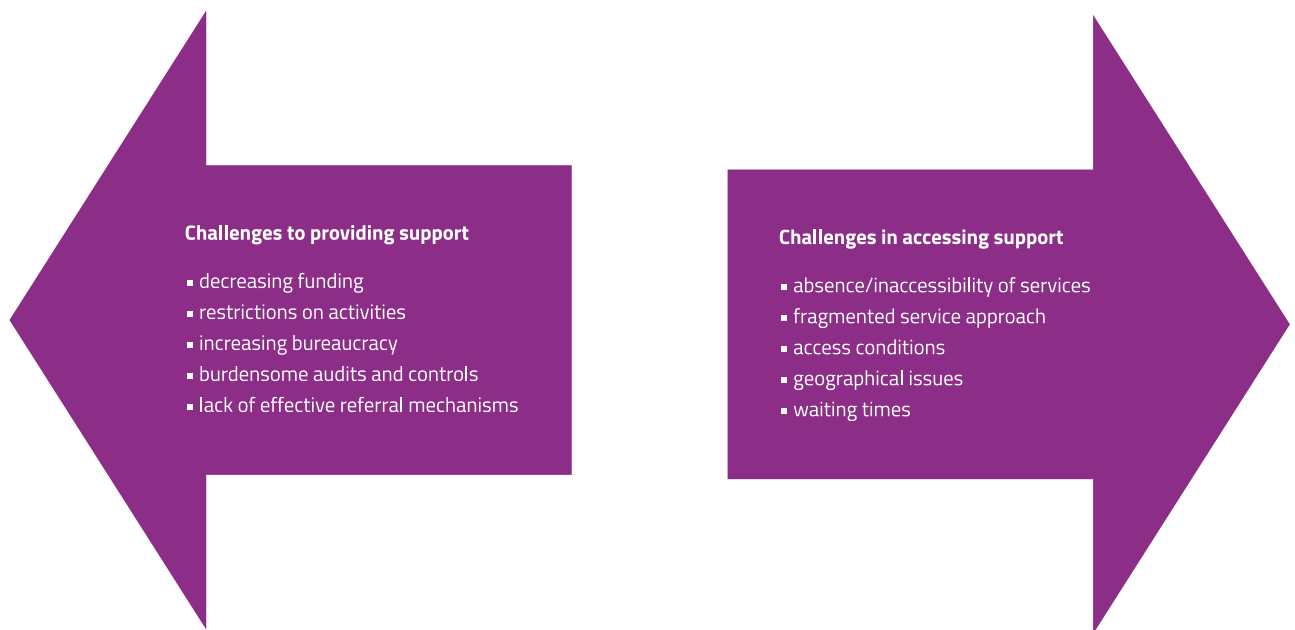 Challenges to providing support
▪ decreasing funding
▪ restrictions on activities
▪ increasing bureaucracy
▪ burdensome audits and controls
▪ lack of effective referral mechanisms
Challenges in accessing support
▪ absence/inaccessibility of services
▪ fragmented service approach
▪ access conditions
▪ geographical issues
▪ waiting times